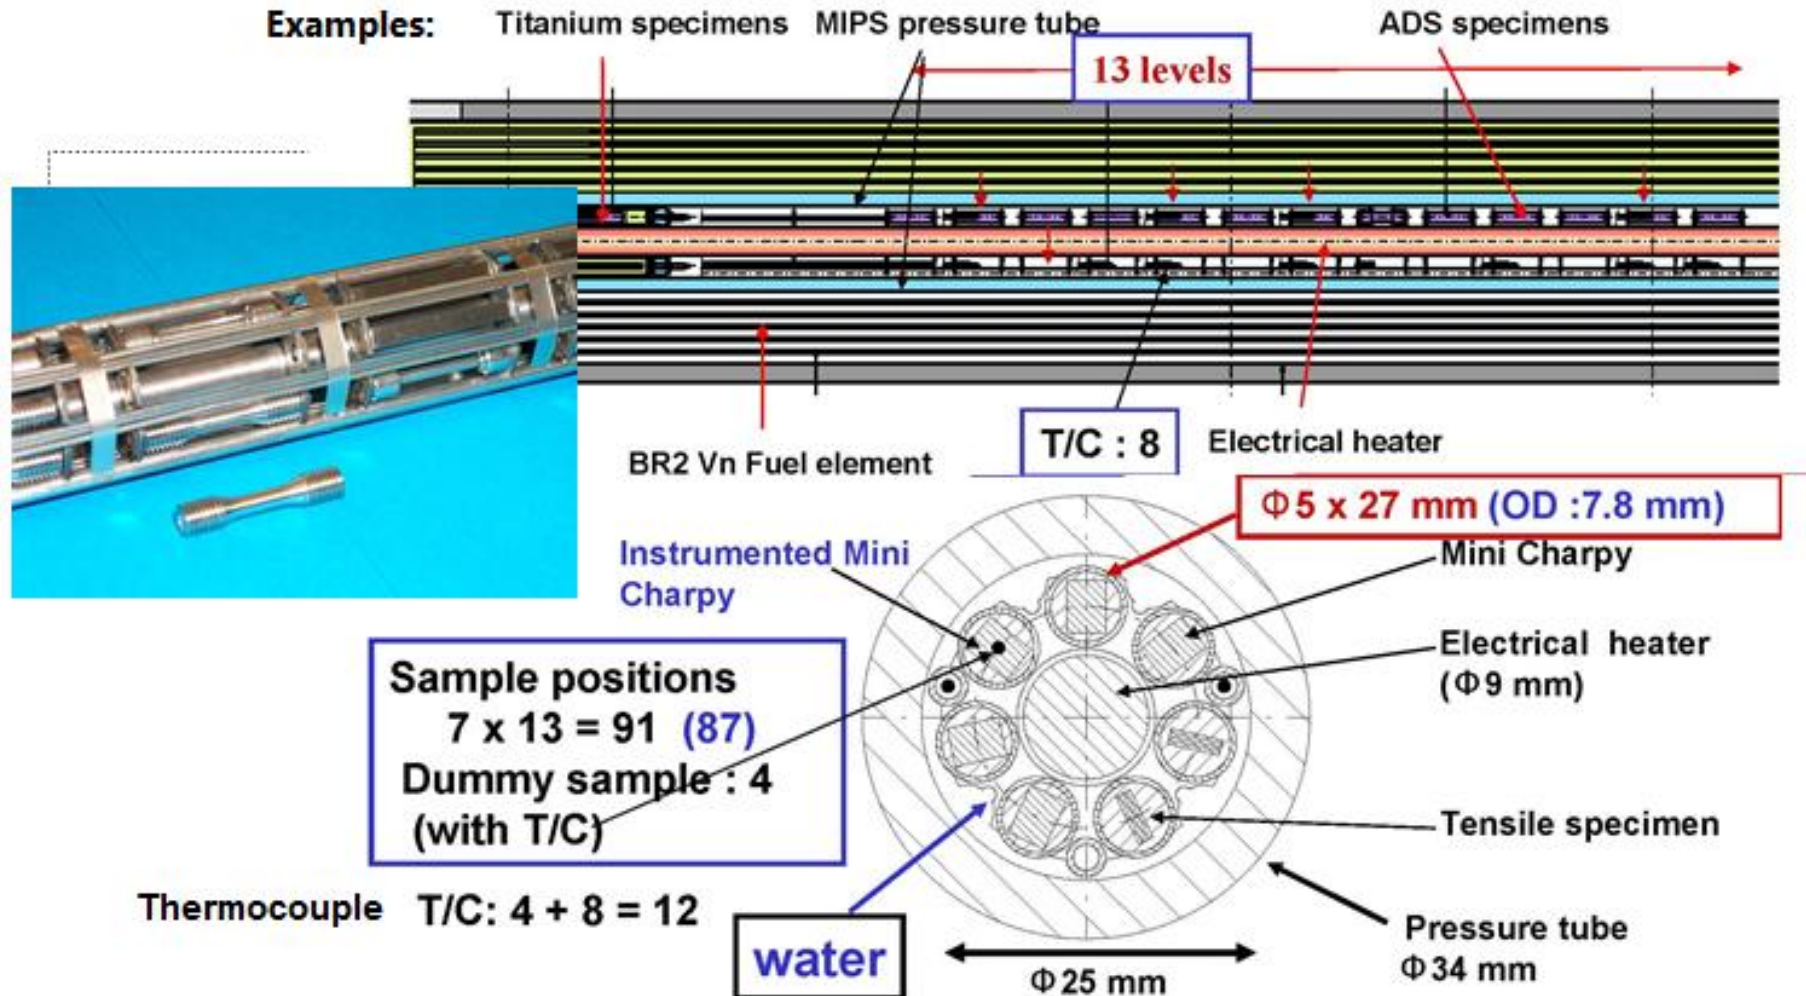 Examples:
Titanium specimens
MIPS pressure tube
ADS specimens
13 levels
BR2 Vn Fuel element
T/C : 8
Electrical heater
Φ5 x 27 mm (OD :7.8 mm)
Instrumented Mini
Charpy
Mini Charpy
Electrical heater
(Φ9 mm)
Sample positions
7 x 13 = 91 (87)
Dummy sample : 4
(with T/C)
Tensile specimen
Thermocouple T/C: 4 + 8 = 12
water
Pressure tube
Φ34 mm
Φ25 mm